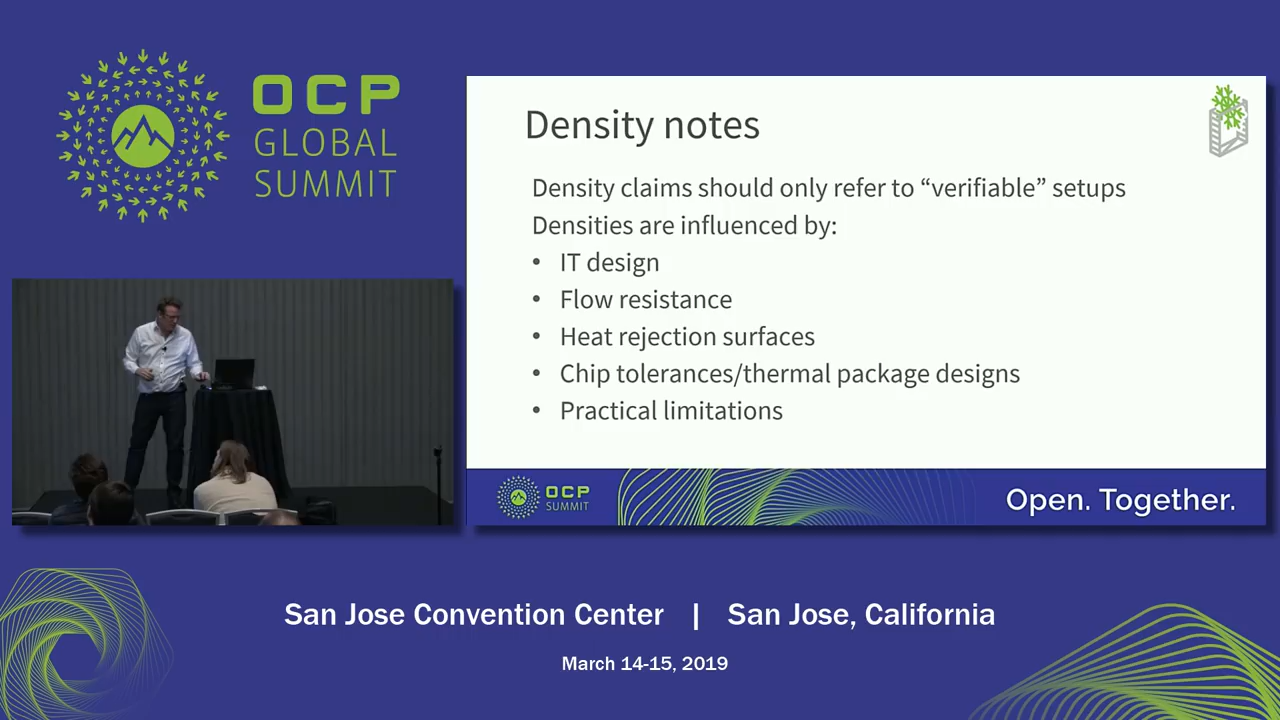 OCP
GLOBAL
SUMMIT
Density notes
Density claims should only refer to “verifiable” setups
Densities are influenced by:
• IT design
• Flow resistance
• Heat rejection surfaces
• Chip tolerances/thermal package designs
• Practical limitations
OCP
SUMMIT
Open. Together.
San Jose Convention Center | San Jose, California
March 14-15, 2019